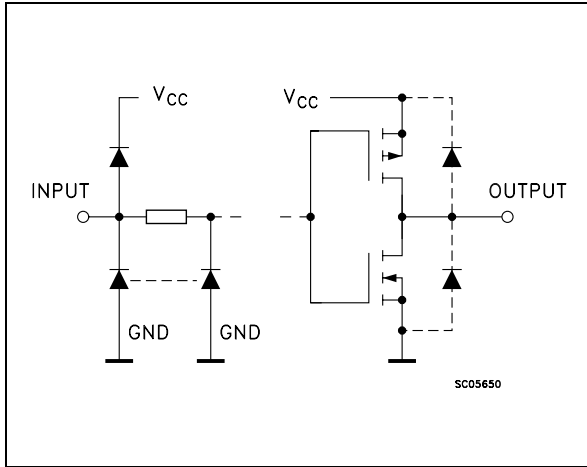 VCC
VCC
INPUT
OUTPUT
GND
GND
SC05650